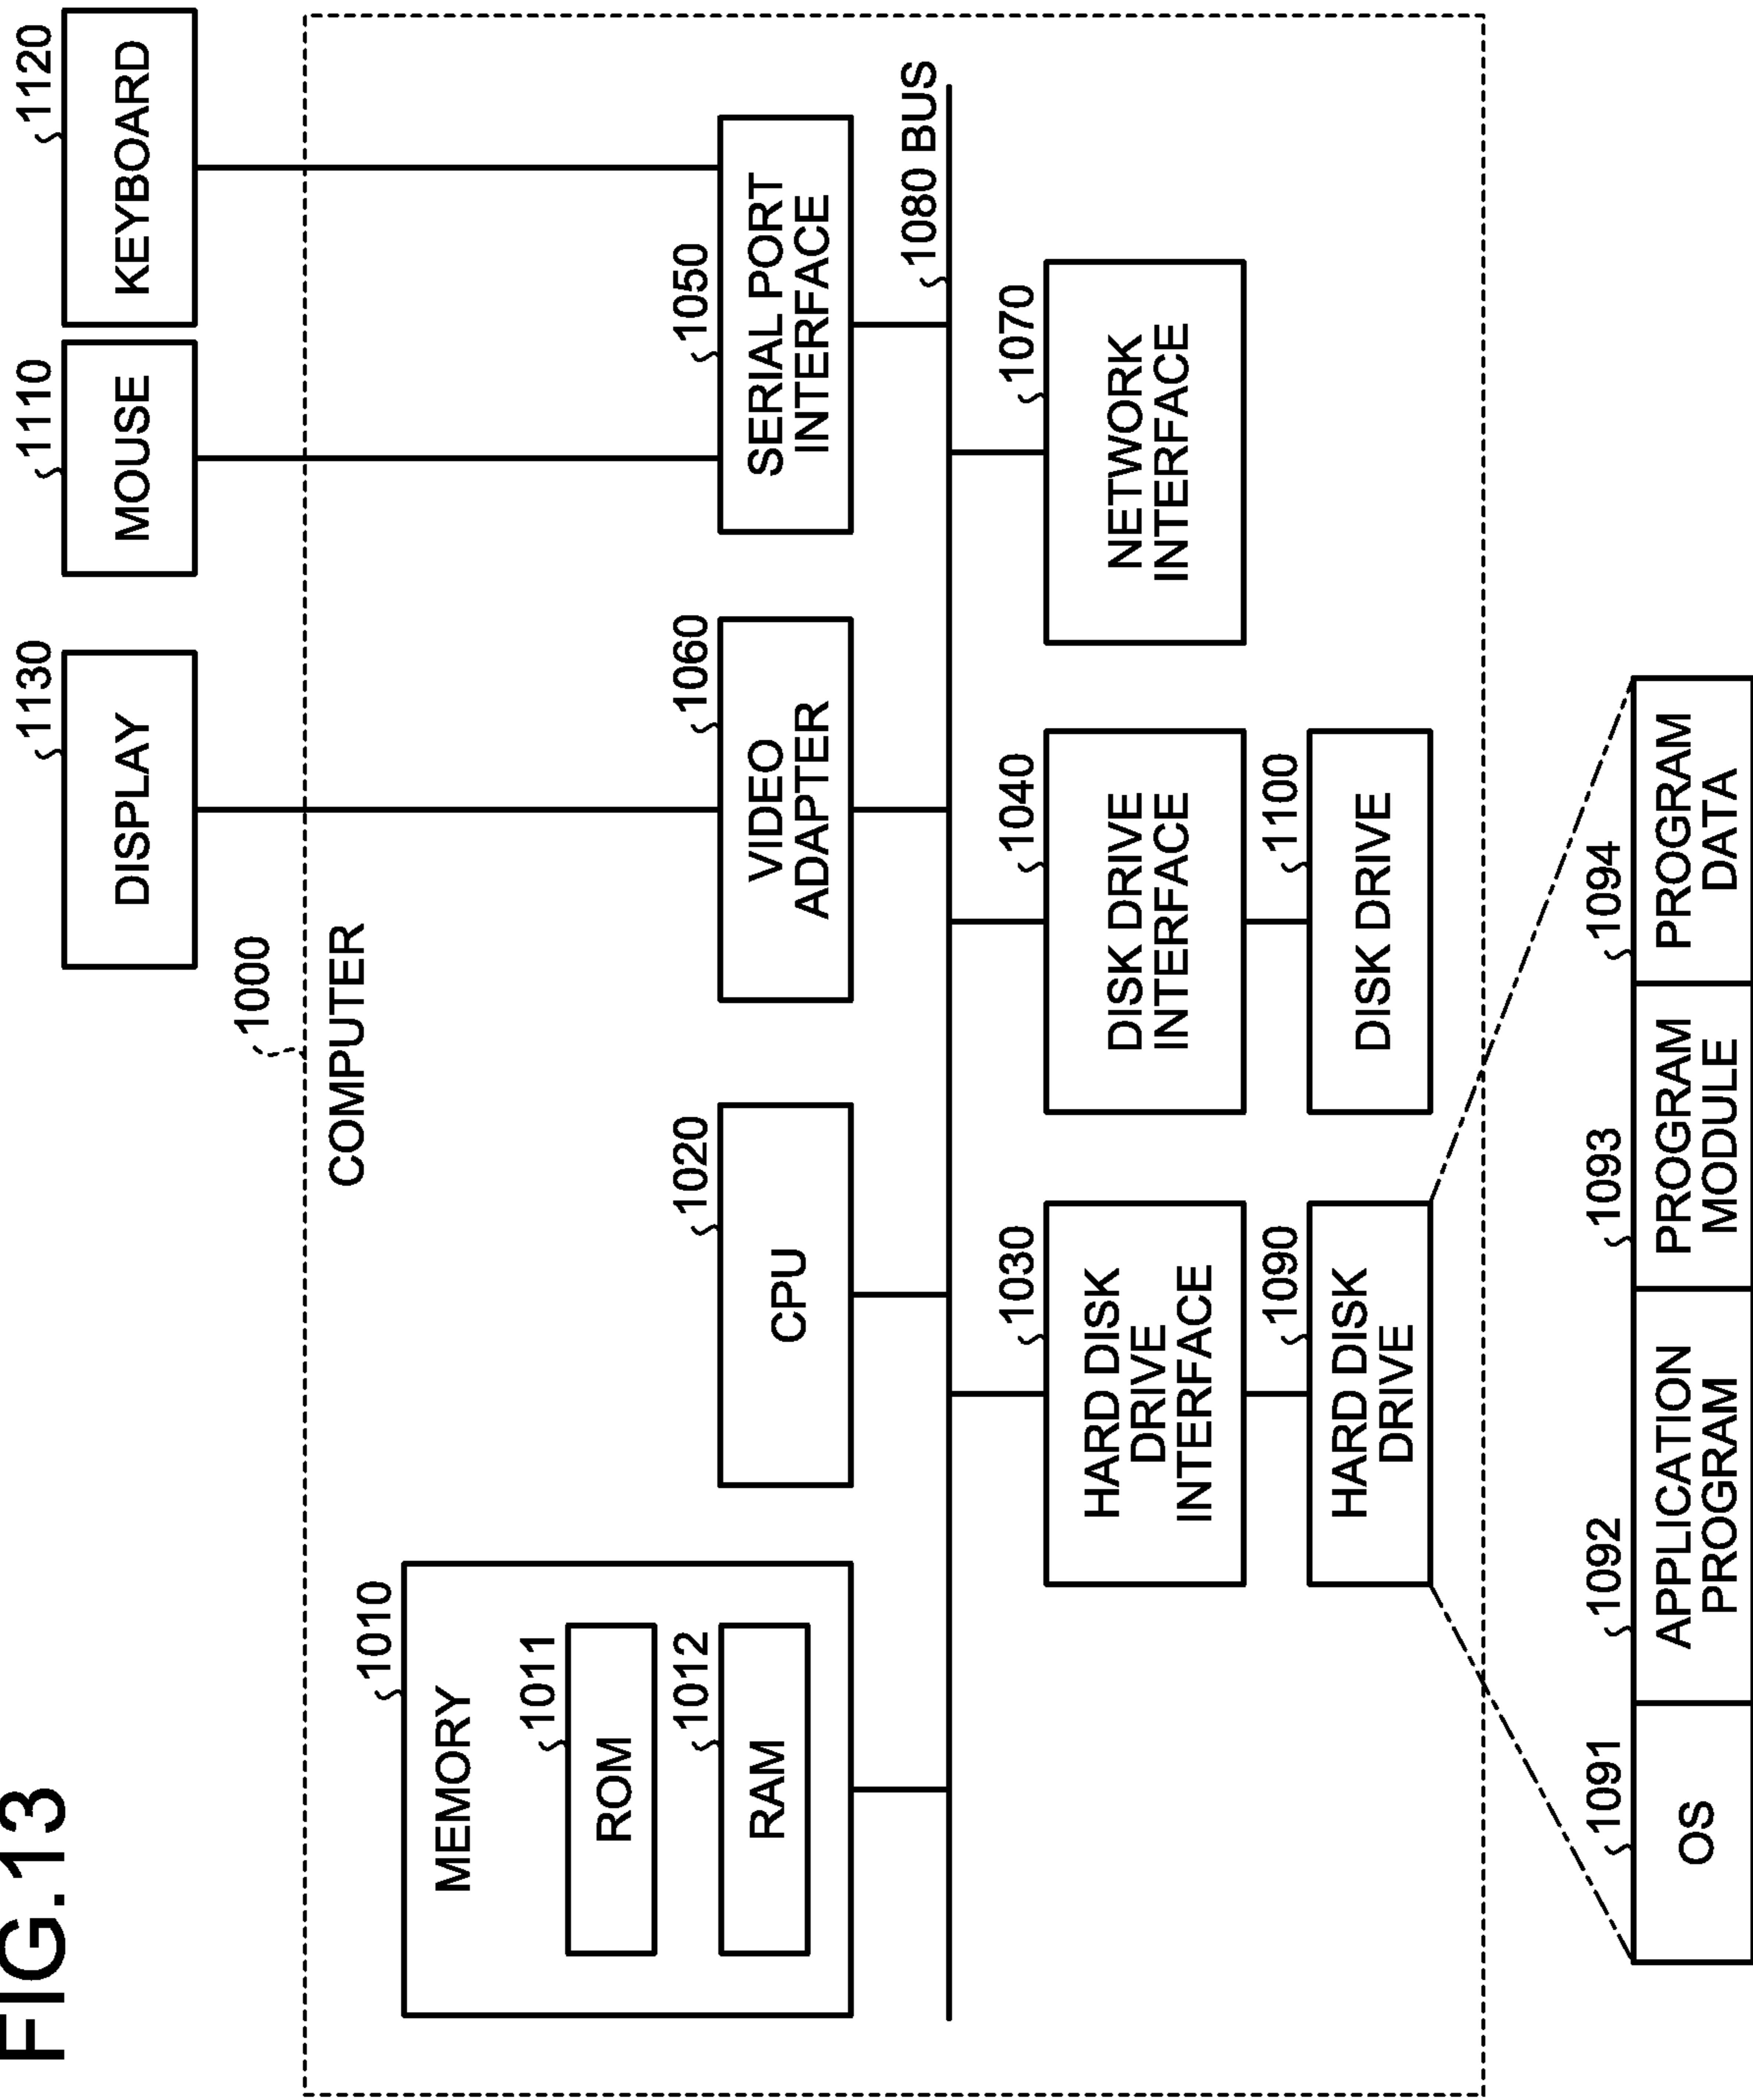 FIG.13
1130
DISPLAY
1110
MOUSE
1120
KEYBOARD
1000
COMPUTER
1010
MEMORY
1011
ROM
1012
RAM
1020
CPU
1060
VIDEO
ADAPTER
1050
SERIAL PORT
INTERFACE
1080 BUS
1030
HARD DISK
DRIVE
INTERFACE
1040
DISK DRIVE
INTERFACE
1070
NETWORK
INTERFACE
1090
HARD DISK
DRIVE
1100
DISK DRIVE
1091
OS
1092
APPLICATION
PROGRAM
1093
PROGRAM
MODULE
1094
PROGRAM
DATA